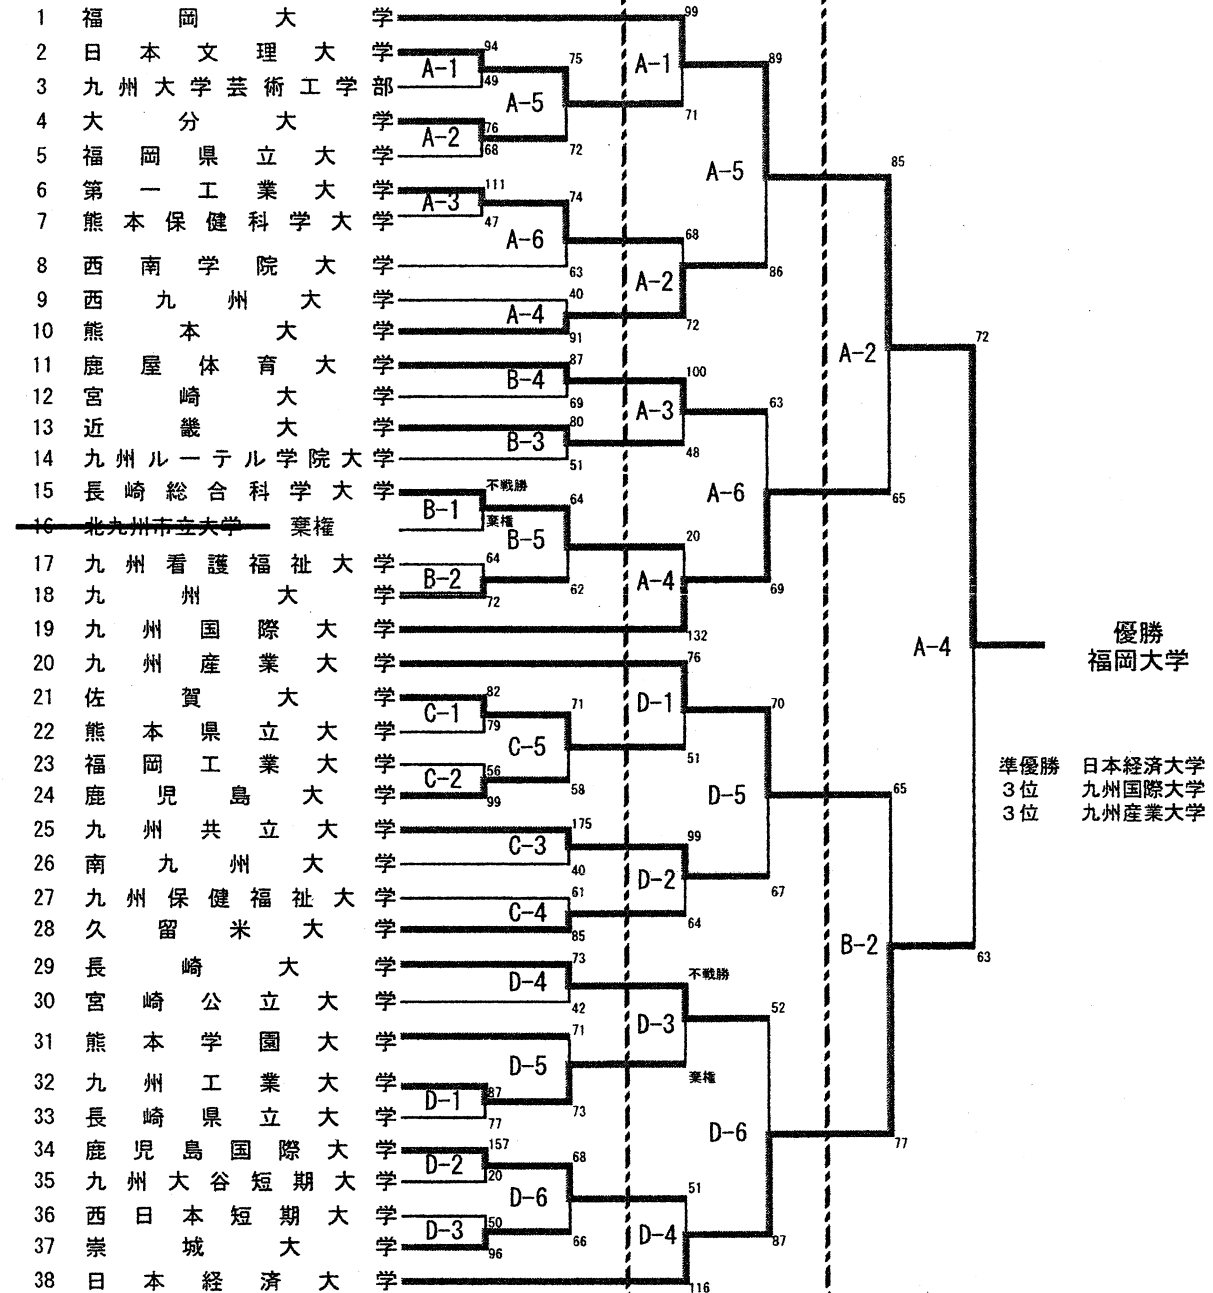 1 福岡大学 99
2 日本文理大学 94 75 A-1 89
A-1
3 九州大学芸術工学部 49 A-5
4 大分大学 76 71
A-2
5 福岡県立大学 68 72 A-5 85
6 第一工業大学 111 74
A-3
7 熊本保健科学大学 47 A-6 68
8 西南学院大学 63 A-2 86
9 西九州大学 40
A-4
10 熊本大学 91 72 A-2 72
11 鹿屋体育大学 87 100
B-4
12 宮崎大学 69 A-3 63
13 近畿大学 80
B-3
14 九州ルーテル学院大学 51 48
15 長崎総合科学大学 不戦勝 64 A-6 65
B-1
16 北九州市立大学 棄権 棄権 B-5 20
17 九州看護福祉大学 64 A-4 69
B-2
18 九州大学 72 62
19 九州国際大学 132 A-4 優勝
20 九州産業大学 76 福岡大学
21 佐賀大学 82 71 D-1 70
C-1
22 熊本県立大学 79 C-5 51
23 福岡工業大学 56 準優勝 日本経済大学
C-2
24 鹿児島大学 99 58 D-5 65 3位 九州国際大学
25 九州共立大学 175 99 3位 九州産業大学
C-3
26 南九州大学 40 D-2 67
27 九州保健福祉大学 61
C-4
28 久留米大学 85 64 B-2 63
29 長崎大学 73 不戦勝
D-4
30 宮崎公立大学 42 D-3 52
31 熊本学園大学 71
D-5
32 九州工業大学 87 棄権
D-1
33 長崎県立大学 77 73 D-6 77
34 鹿児島国際大学 157 68
D-2
35 九州大谷短期大学 20 D-6 51
36 西日本短期大学 50 D-4 87
D-3
37 崇城大学 96 66
38 日本経済大学 116